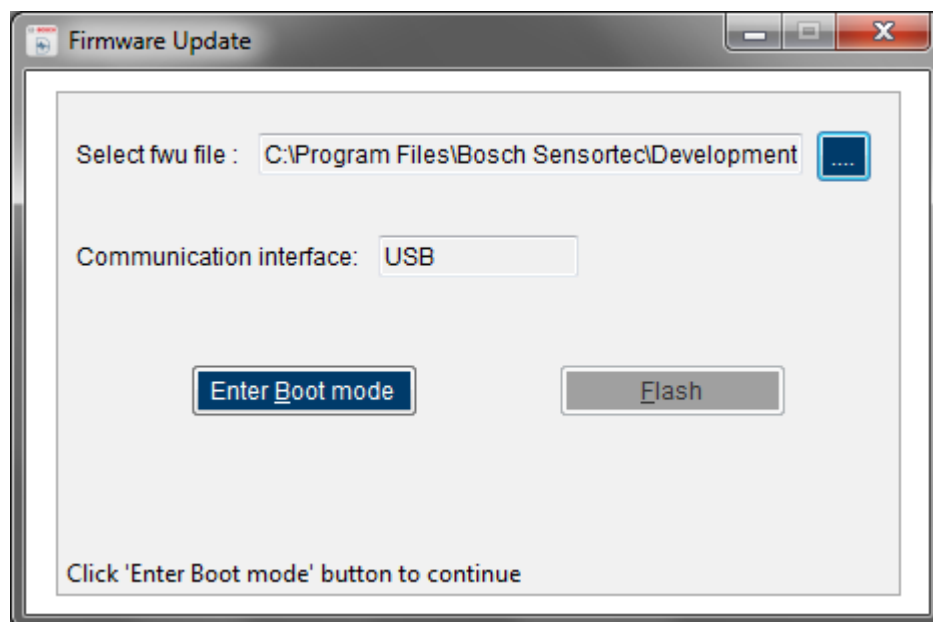 Firmware Update
Select fwu file : C:\Program Files\Bosch Sensortec\Development ....
Communication interface: USB
Enter Boot mode Flash
Click 'Enter Boot mode' button to continue